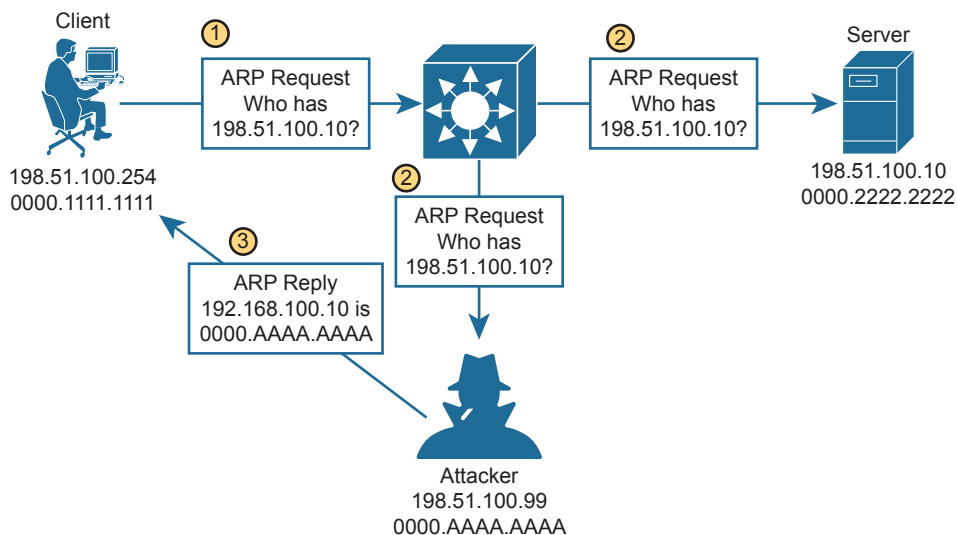 Client
1
ARP Request
Who has
198.51.100.10?
2
ARP Request
Who has
198.51.100.10?
Server
198.51.100.254
0000.1111.1111
198.51.100.10
0000.2222.2222
2
ARP Request
Who has
198.51.100.10?
3
ARP Reply
192.168.100.10 is
0000.AAAA.AAAA
Attacker
198.51.100.99
0000.AAAA.AAAA